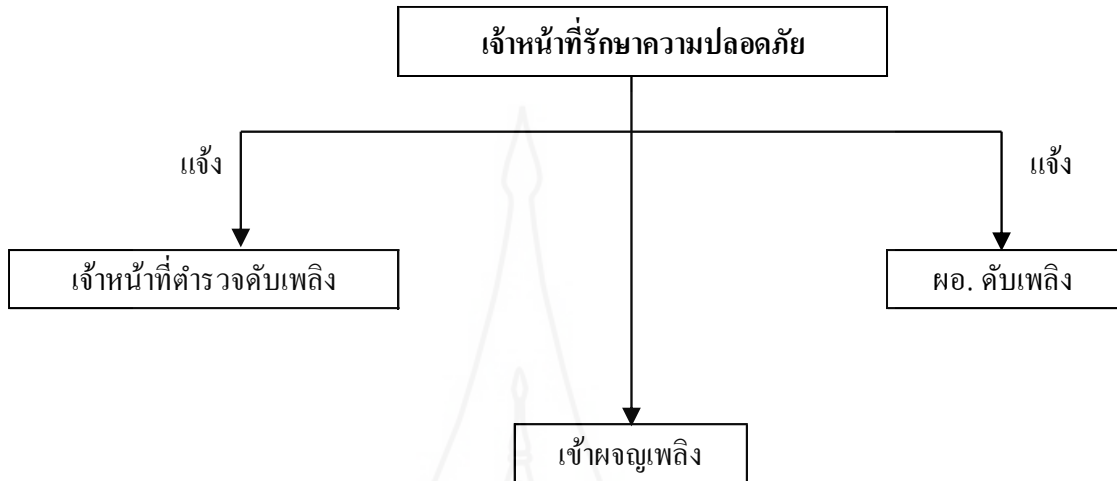 เจ้าหน้าที่รักษาความปลอดภัย
แจ้ง
แจ้ง
เจ้าหน้าที่ตำรวจดับเพลิง
ผอ. ดับเพลิง
เข้าผจญเพลิง